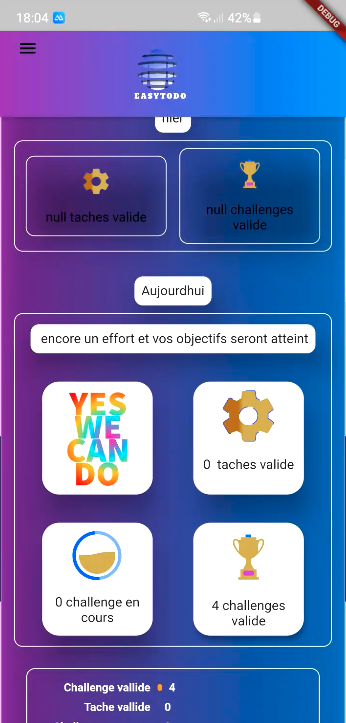 18:04 42%
DEBUG
EASYTODO
hier
null taches valide
null challenges
valide
Aujourdhui
encore un effort et vos objectifs seront atteint
YES
WE
CAN
DO
0 taches valide
0 challenge en
cours
4 challenges
valide
Challenge vallide 4
Tache vallide 0